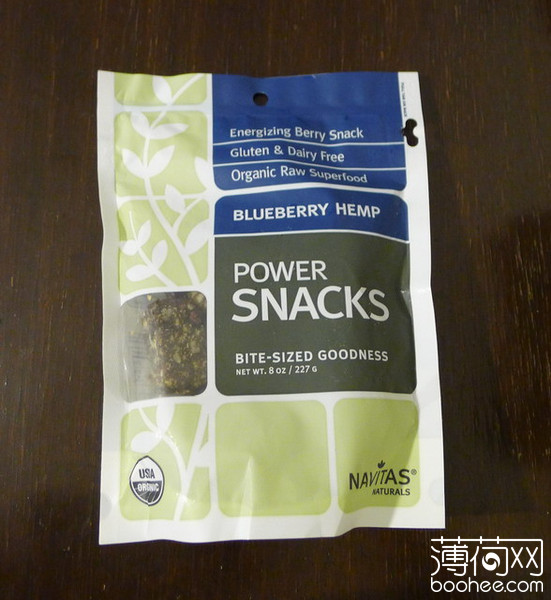 Energizing Berry Snack
Gluten & Dairy Free
Organic Raw Superfood
BLUEBERRY HEMP
POWER
SNACKS
BITE-SIZED GOODNESS
NET WT. 8 OZ / 227 G
USA
ORGANIC
NAVITAS®
NATURALS
薄荷网
boohee.com